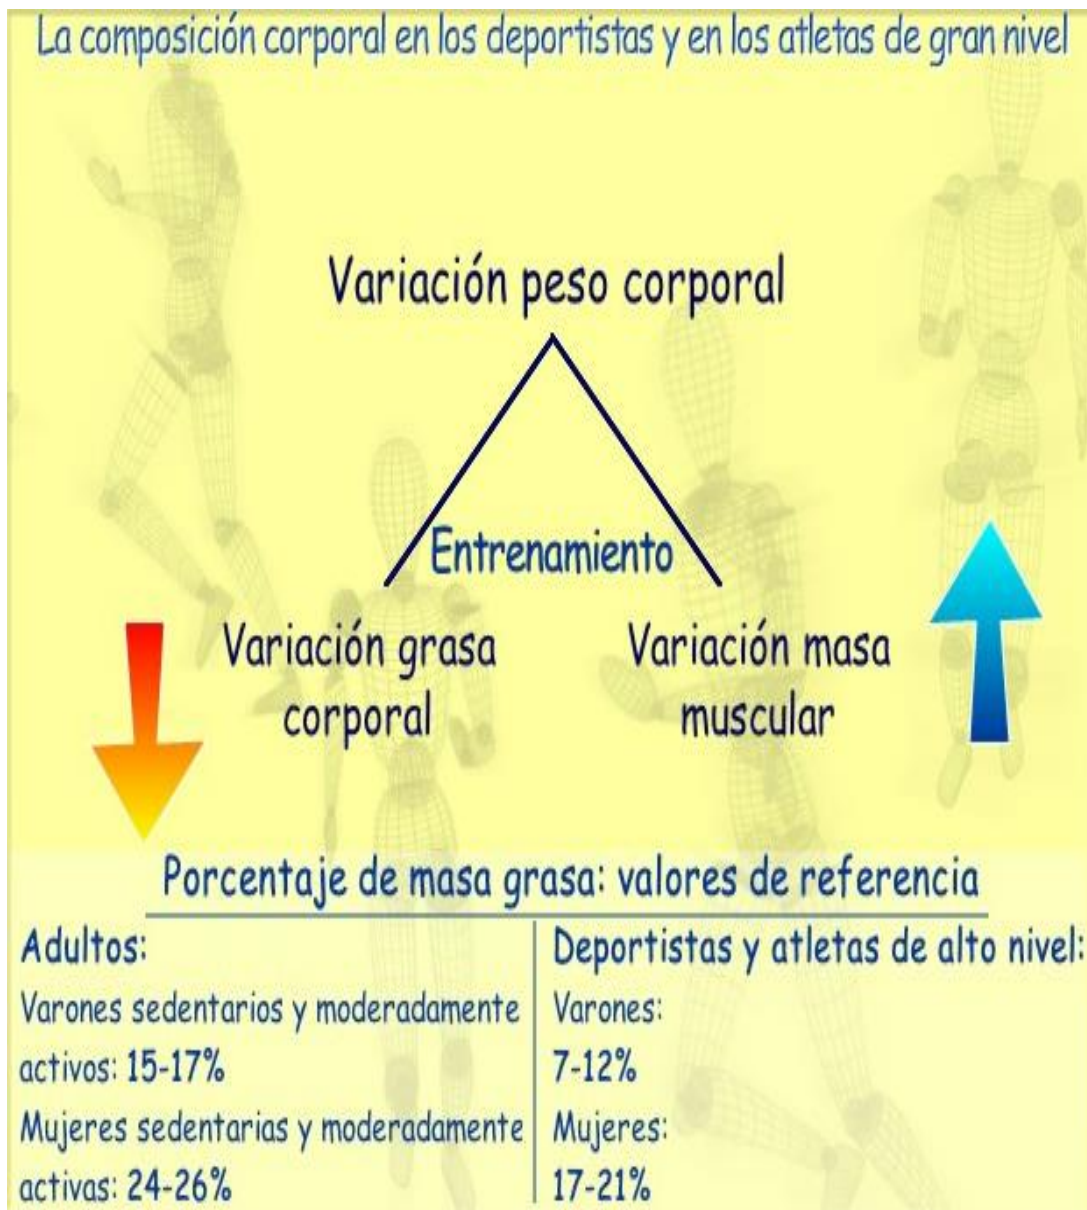 La composición corporal en los deportistas y en los atletas de gran nivel
Variación peso corporal
Entrenamiento
Variación grasa
corporal
Variación masa
muscular
Porcentaje de masa grasa: valores de referencia
Adultos:
Varones sedentarios y moderadamente
activos: 15-17%
Mujeres sedentarias y moderadamente
activas: 24-26%
Deportistas y atletas de alto nivel:
Varones:
7-12%
Mujeres:
17-21%